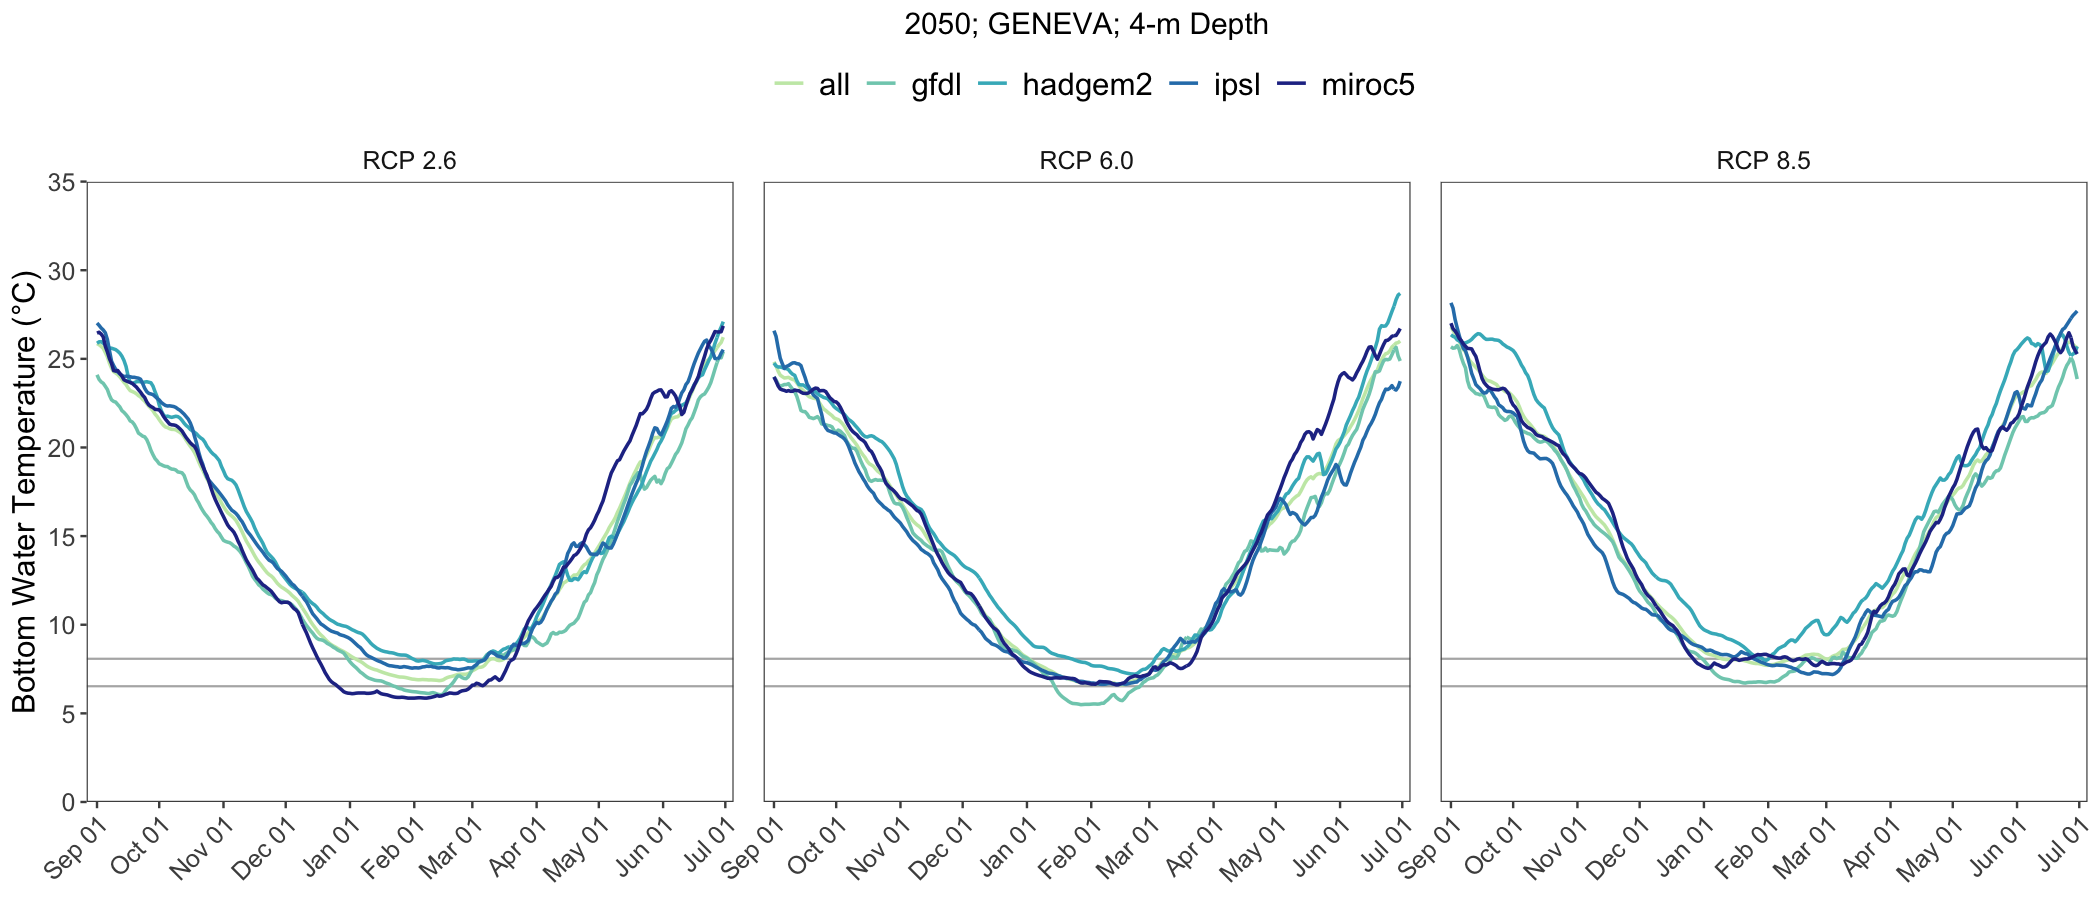 2050; GENEVA; 4-m Depth
all gfdl hadgem2 ipsl miroc5
RCP 2.6 RCP 6.0 RCP 8.5
Bottom Water Temperature (°C)
35
30
25
20
15
10
5
0
Sep 01 Oct 01 Nov 01 Dec 01 Jan 01 Feb 01 Mar 01 Apr 01 May 01 Jun 01 Jul 01
Sep 01 Oct 01 Nov 01 Dec 01 Jan 01 Feb 01 Mar 01 Apr 01 May 01 Jun 01 Jul 01
Sep 01 Oct 01 Nov 01 Dec 01 Jan 01 Feb 01 Mar 01 Apr 01 May 01 Jun 01 Jul 01